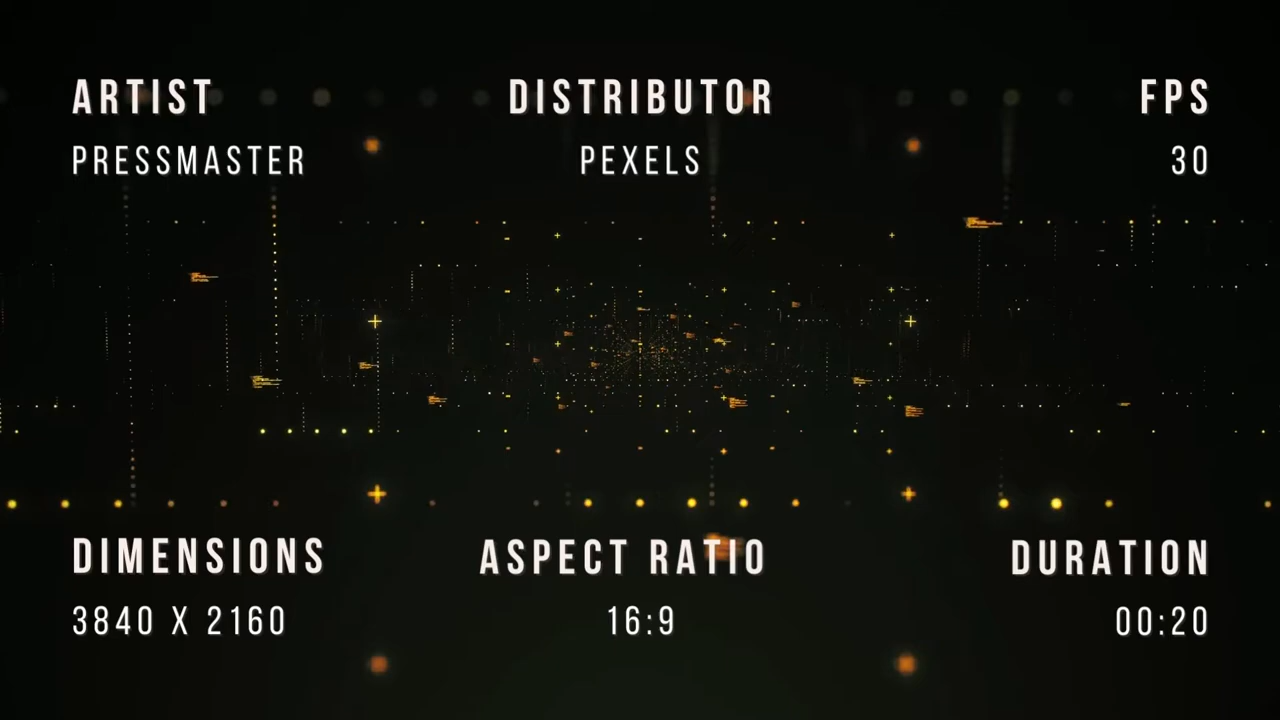 ARTIST
PRESSMASTER
DISTRIBUTOR
PEXELS
FPS
30
DIMENSIONS
3840 X 2160
ASPECT RATIO
16:9
DURATION
00:20